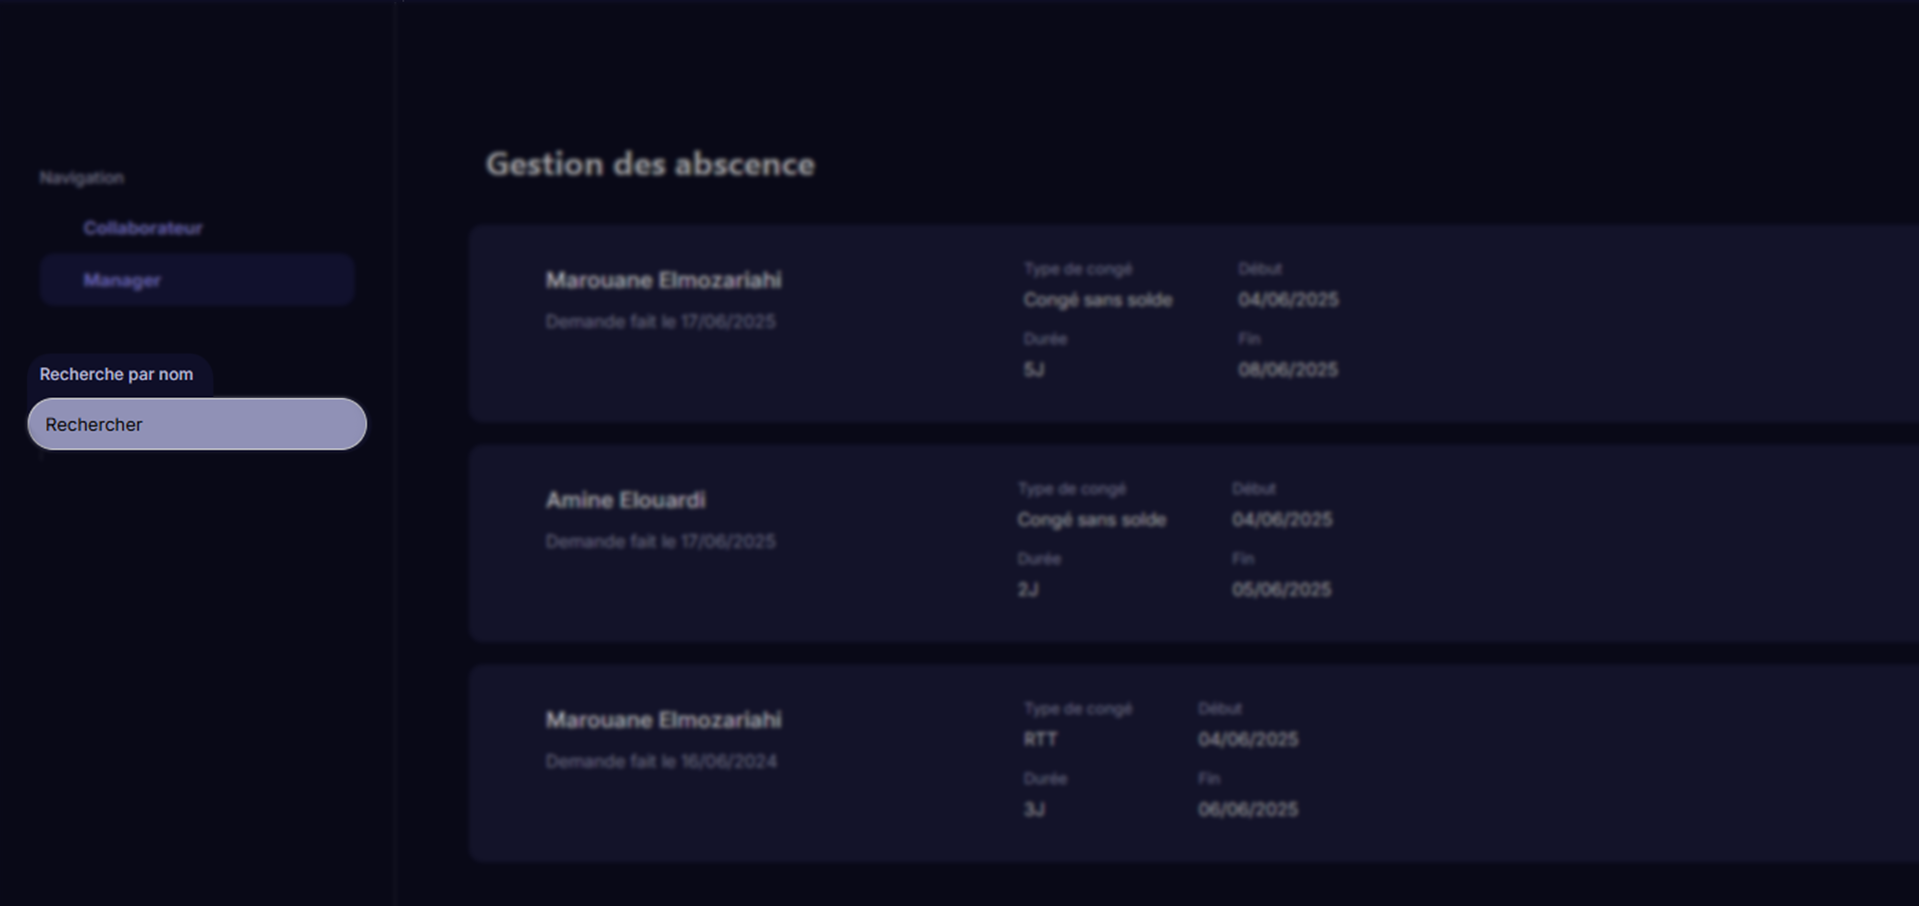 Navigation
Collaborateur
Manager
Recherche par nom
Rechercher
Gestion des abscence
Marouane Elmozariahi
Demande fait le 17/06/2025
Type de congé
Début
Congé sans solde
04/06/2025
Durée
Fin
5J
08/06/2025
Amine Elouardi
Demande fait le 17/06/2025
Type de congé
Début
Congé sans solde
04/06/2025
Durée
Fin
2J
05/06/2025
Marouane Elmozariahi
Demande fait le 16/06/2024
Type de congé
Début
RTT
04/06/2025
Durée
Fin
3J
06/06/2025